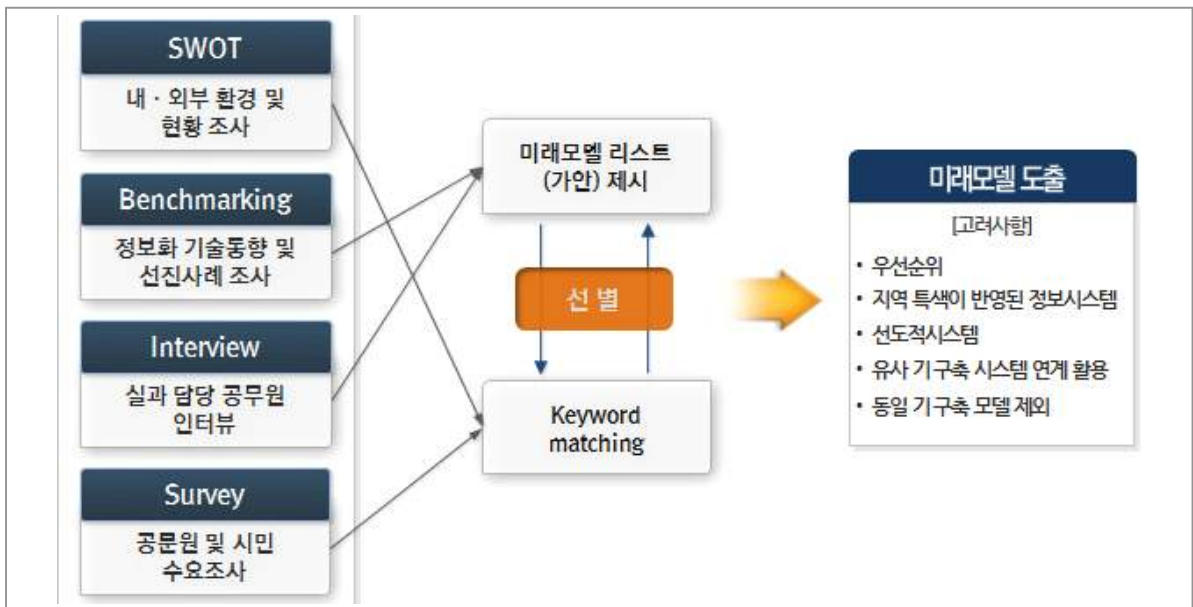 SWOT
내 · 외부 환경 및
현황 조사
Benchmarking
정보화 기술동향 및
선진사례 조사
Interview
실과 담당 공무원
인터뷰
Survey
공문원 및 시민
수요조사
미래모델 리스트
(가안) 제시
선 별
Keyword
matching
미래모델 도출
[고려사항]
• 우선순위
• 지역 특색이 반영된 정보시스템
• 선도적시스템
• 유사 기 구축 시스템 연계 활용
• 동일 기 구축 모델 제외